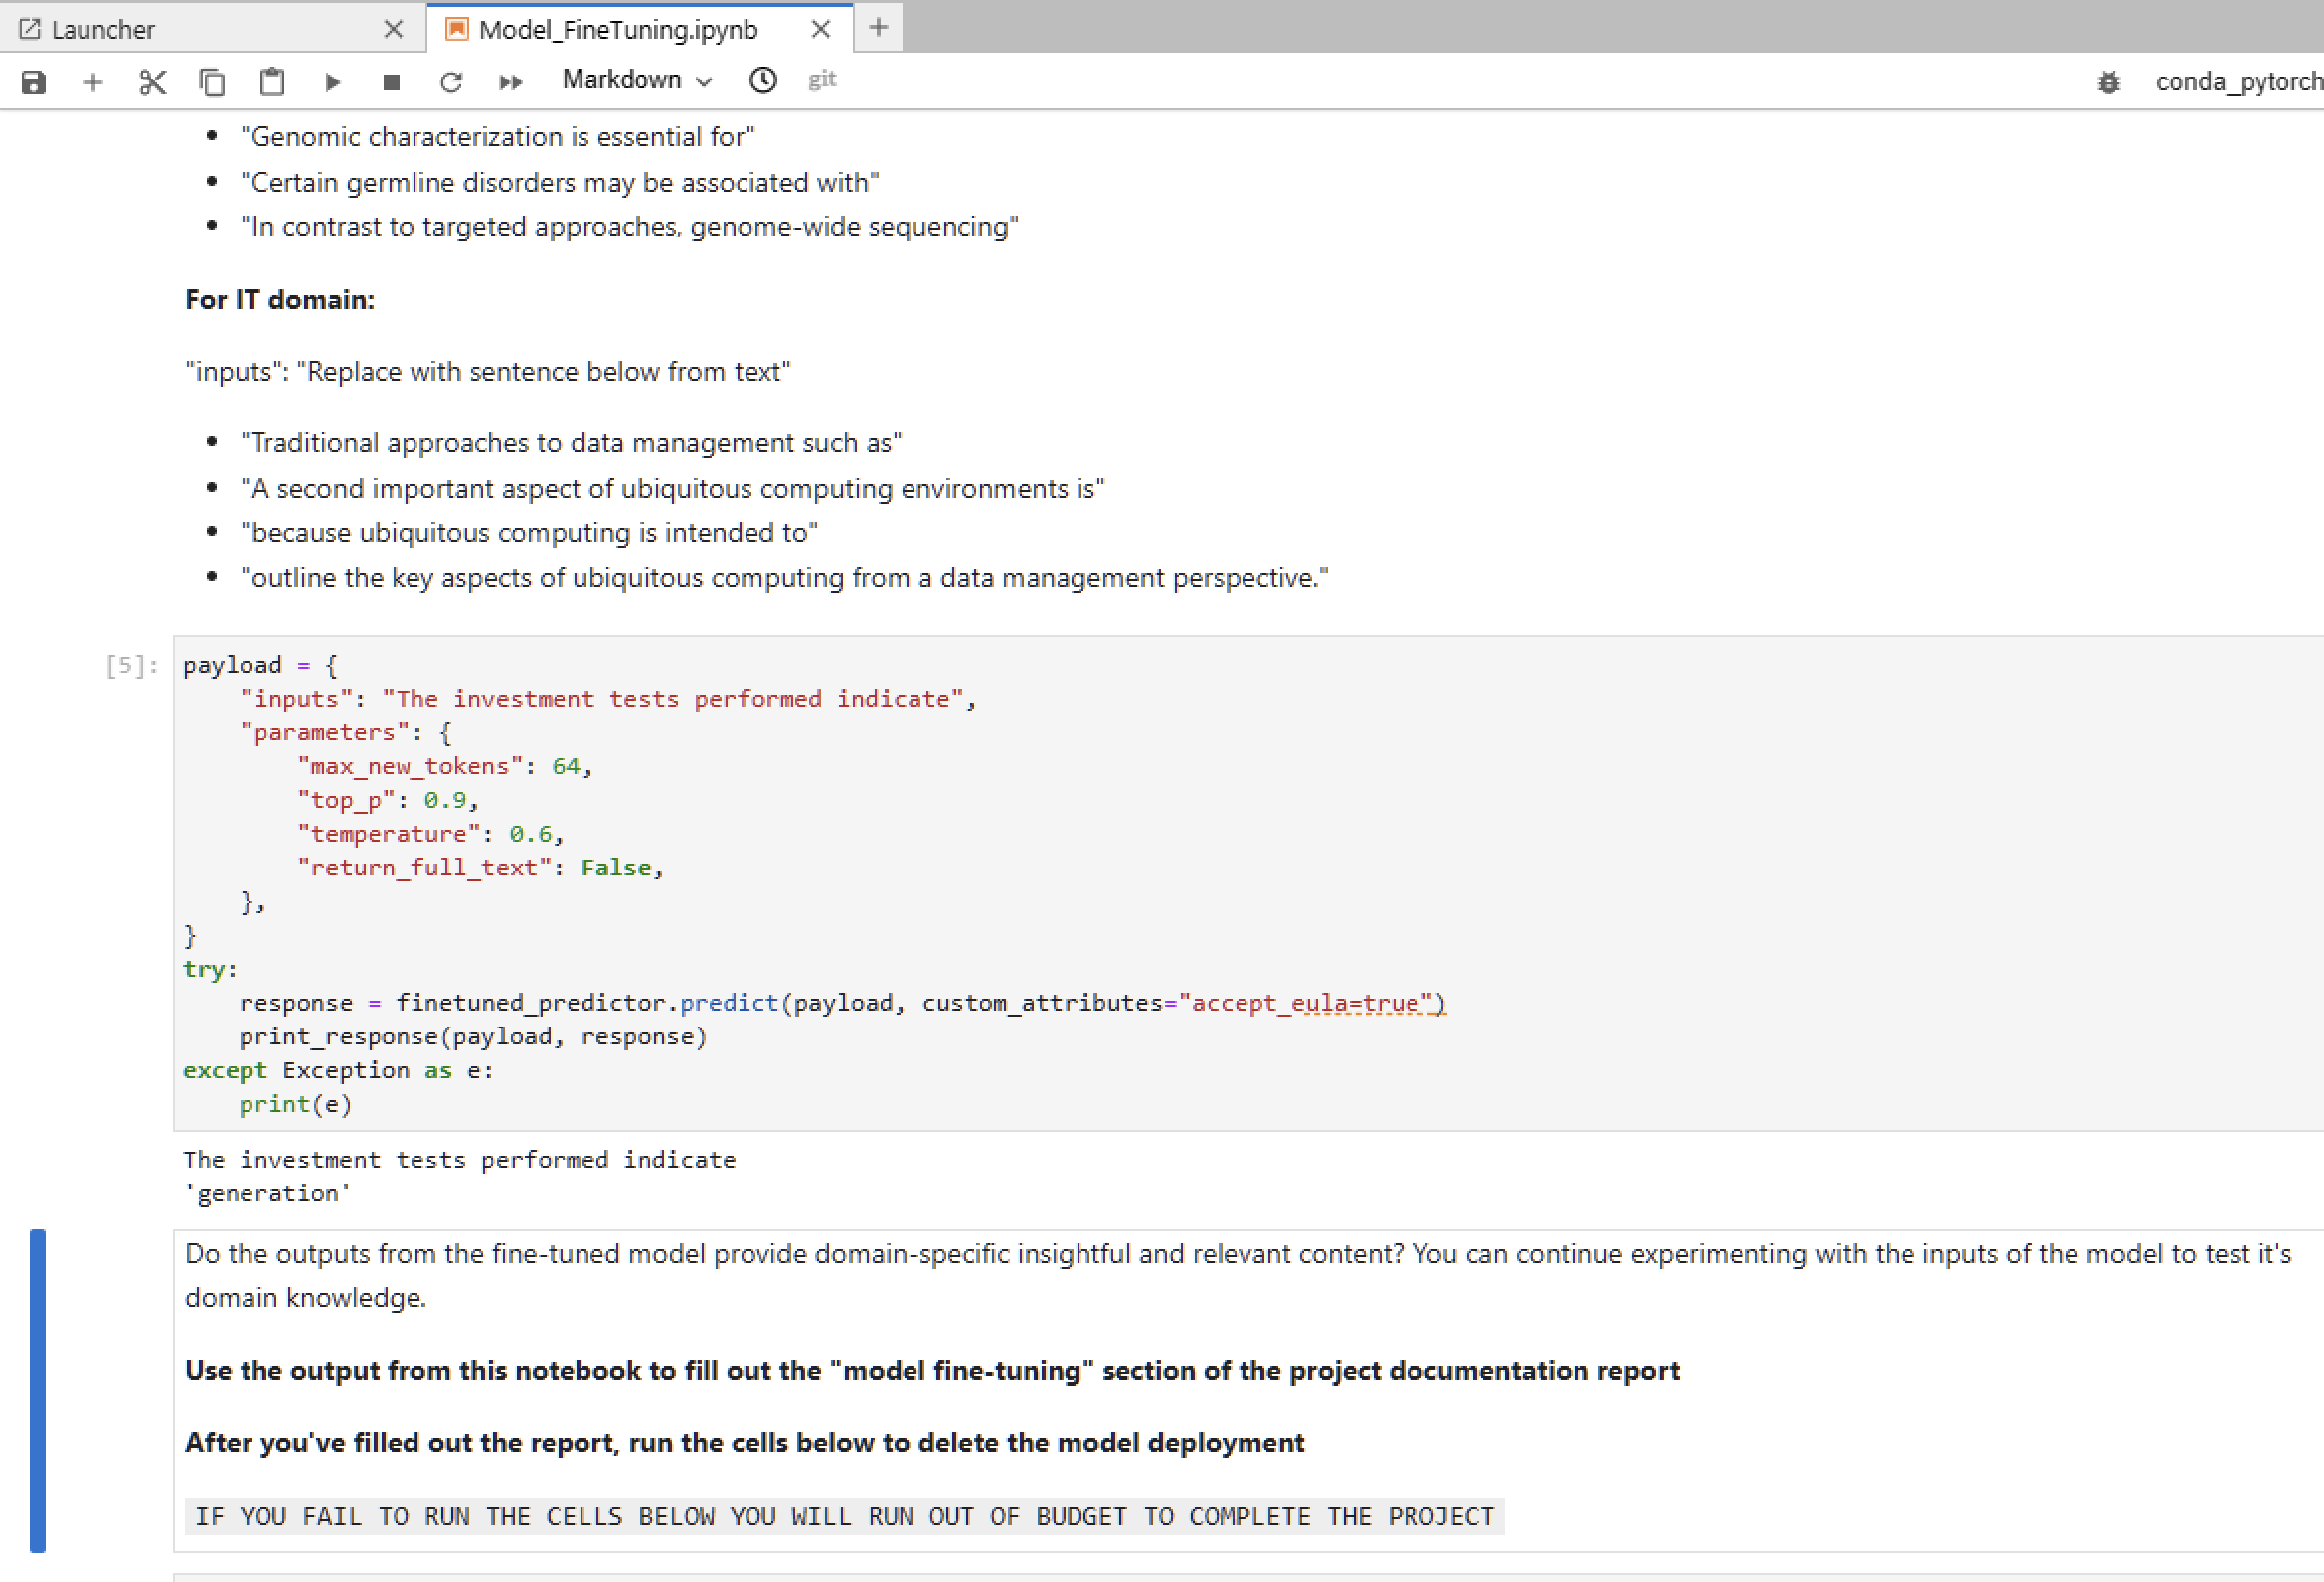 Launcher
Model_FineTuning.ipynb
Markdown
git
conda_pytorch
"Genomic characterization is essential for"
"Certain germline disorders may be associated with"
"In contrast to targeted approaches, genome-wide sequencing"
For IT domain:
"inputs": "Replace with sentence below from text"
"Traditional approaches to data management such as"
"A second important aspect of ubiquitous computing environments is"
"because ubiquitous computing is intended to"
"outline the key aspects of ubiquitous computing from a data management perspective."
[5]:
payload = {
    "inputs": "The investment tests performed indicate",
    "parameters": {
        "max_new_tokens": 64,
        "top_p": 0.9,
        "temperature": 0.6,
        "return_full_text": False,
    },
}
try:
    response = finetuned_predictor.predict(payload, custom_attributes="accept_eula=true")
    print_response(payload, response)
except Exception as e:
    print(e)
The investment tests performed indicate
'generation'
Do the outputs from the fine-tuned model provide domain-specific insightful and relevant content? You can continue experimenting with the inputs of the model to test it's
domain knowledge.
Use the output from this notebook to fill out the "model fine-tuning" section of the project documentation report
After you've filled out the report, run the cells below to delete the model deployment
IF YOU FAIL TO RUN THE CELLS BELOW YOU WILL RUN OUT OF BUDGET TO COMPLETE THE PROJECT